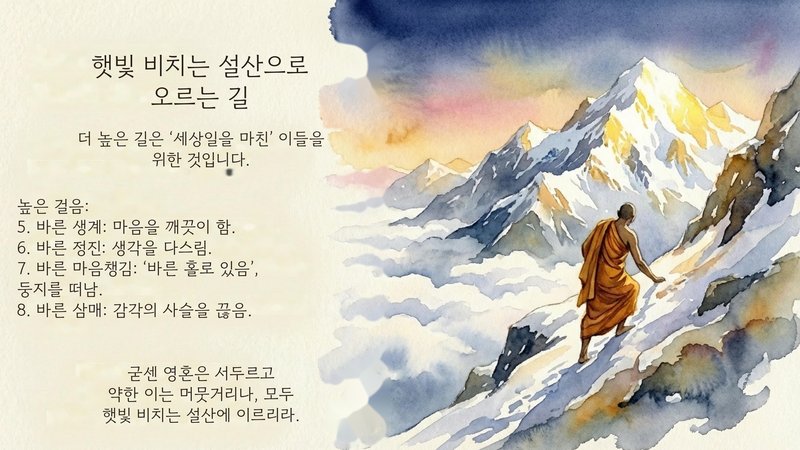 햇빛 비치는 설산으로
오르는 길
더 높은 길은 ‘세상일을 마친’ 이들을
위한 것입니다.
높은 걸음:
5. 바른 생계: 마음을 깨끗이 함.
6. 바른 정진: 생각을 다스림.
7. 바른 마음챙김: ‘바른 홀로 있음’,
둥지를 떠남.
8. 바른 삼매: 감각의 사슬을 끊음.
굳센 영혼은 서두르고
약한 이는 머뭇거리나, 모두
햇빛 비치는 설산에 이르리라.